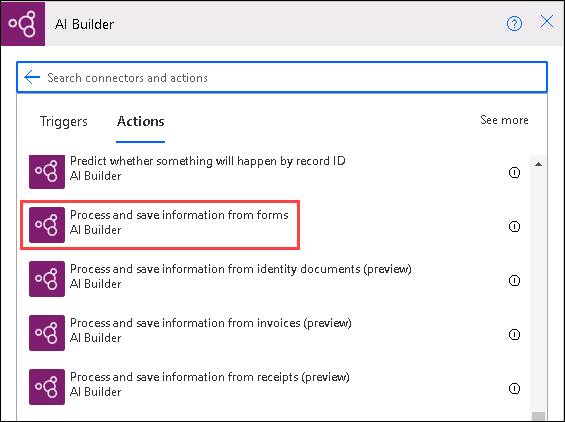 AI Builder
Search connectors and actions
Triggers
Actions
See more
Predict whether something will happen by record ID
AI Builder
Process and save information from forms
AI Builder
Process and save information from identity documents (preview)
AI Builder
Process and save information from invoices (preview)
AI Builder
Process and save information from receipts (preview)
AI Builder